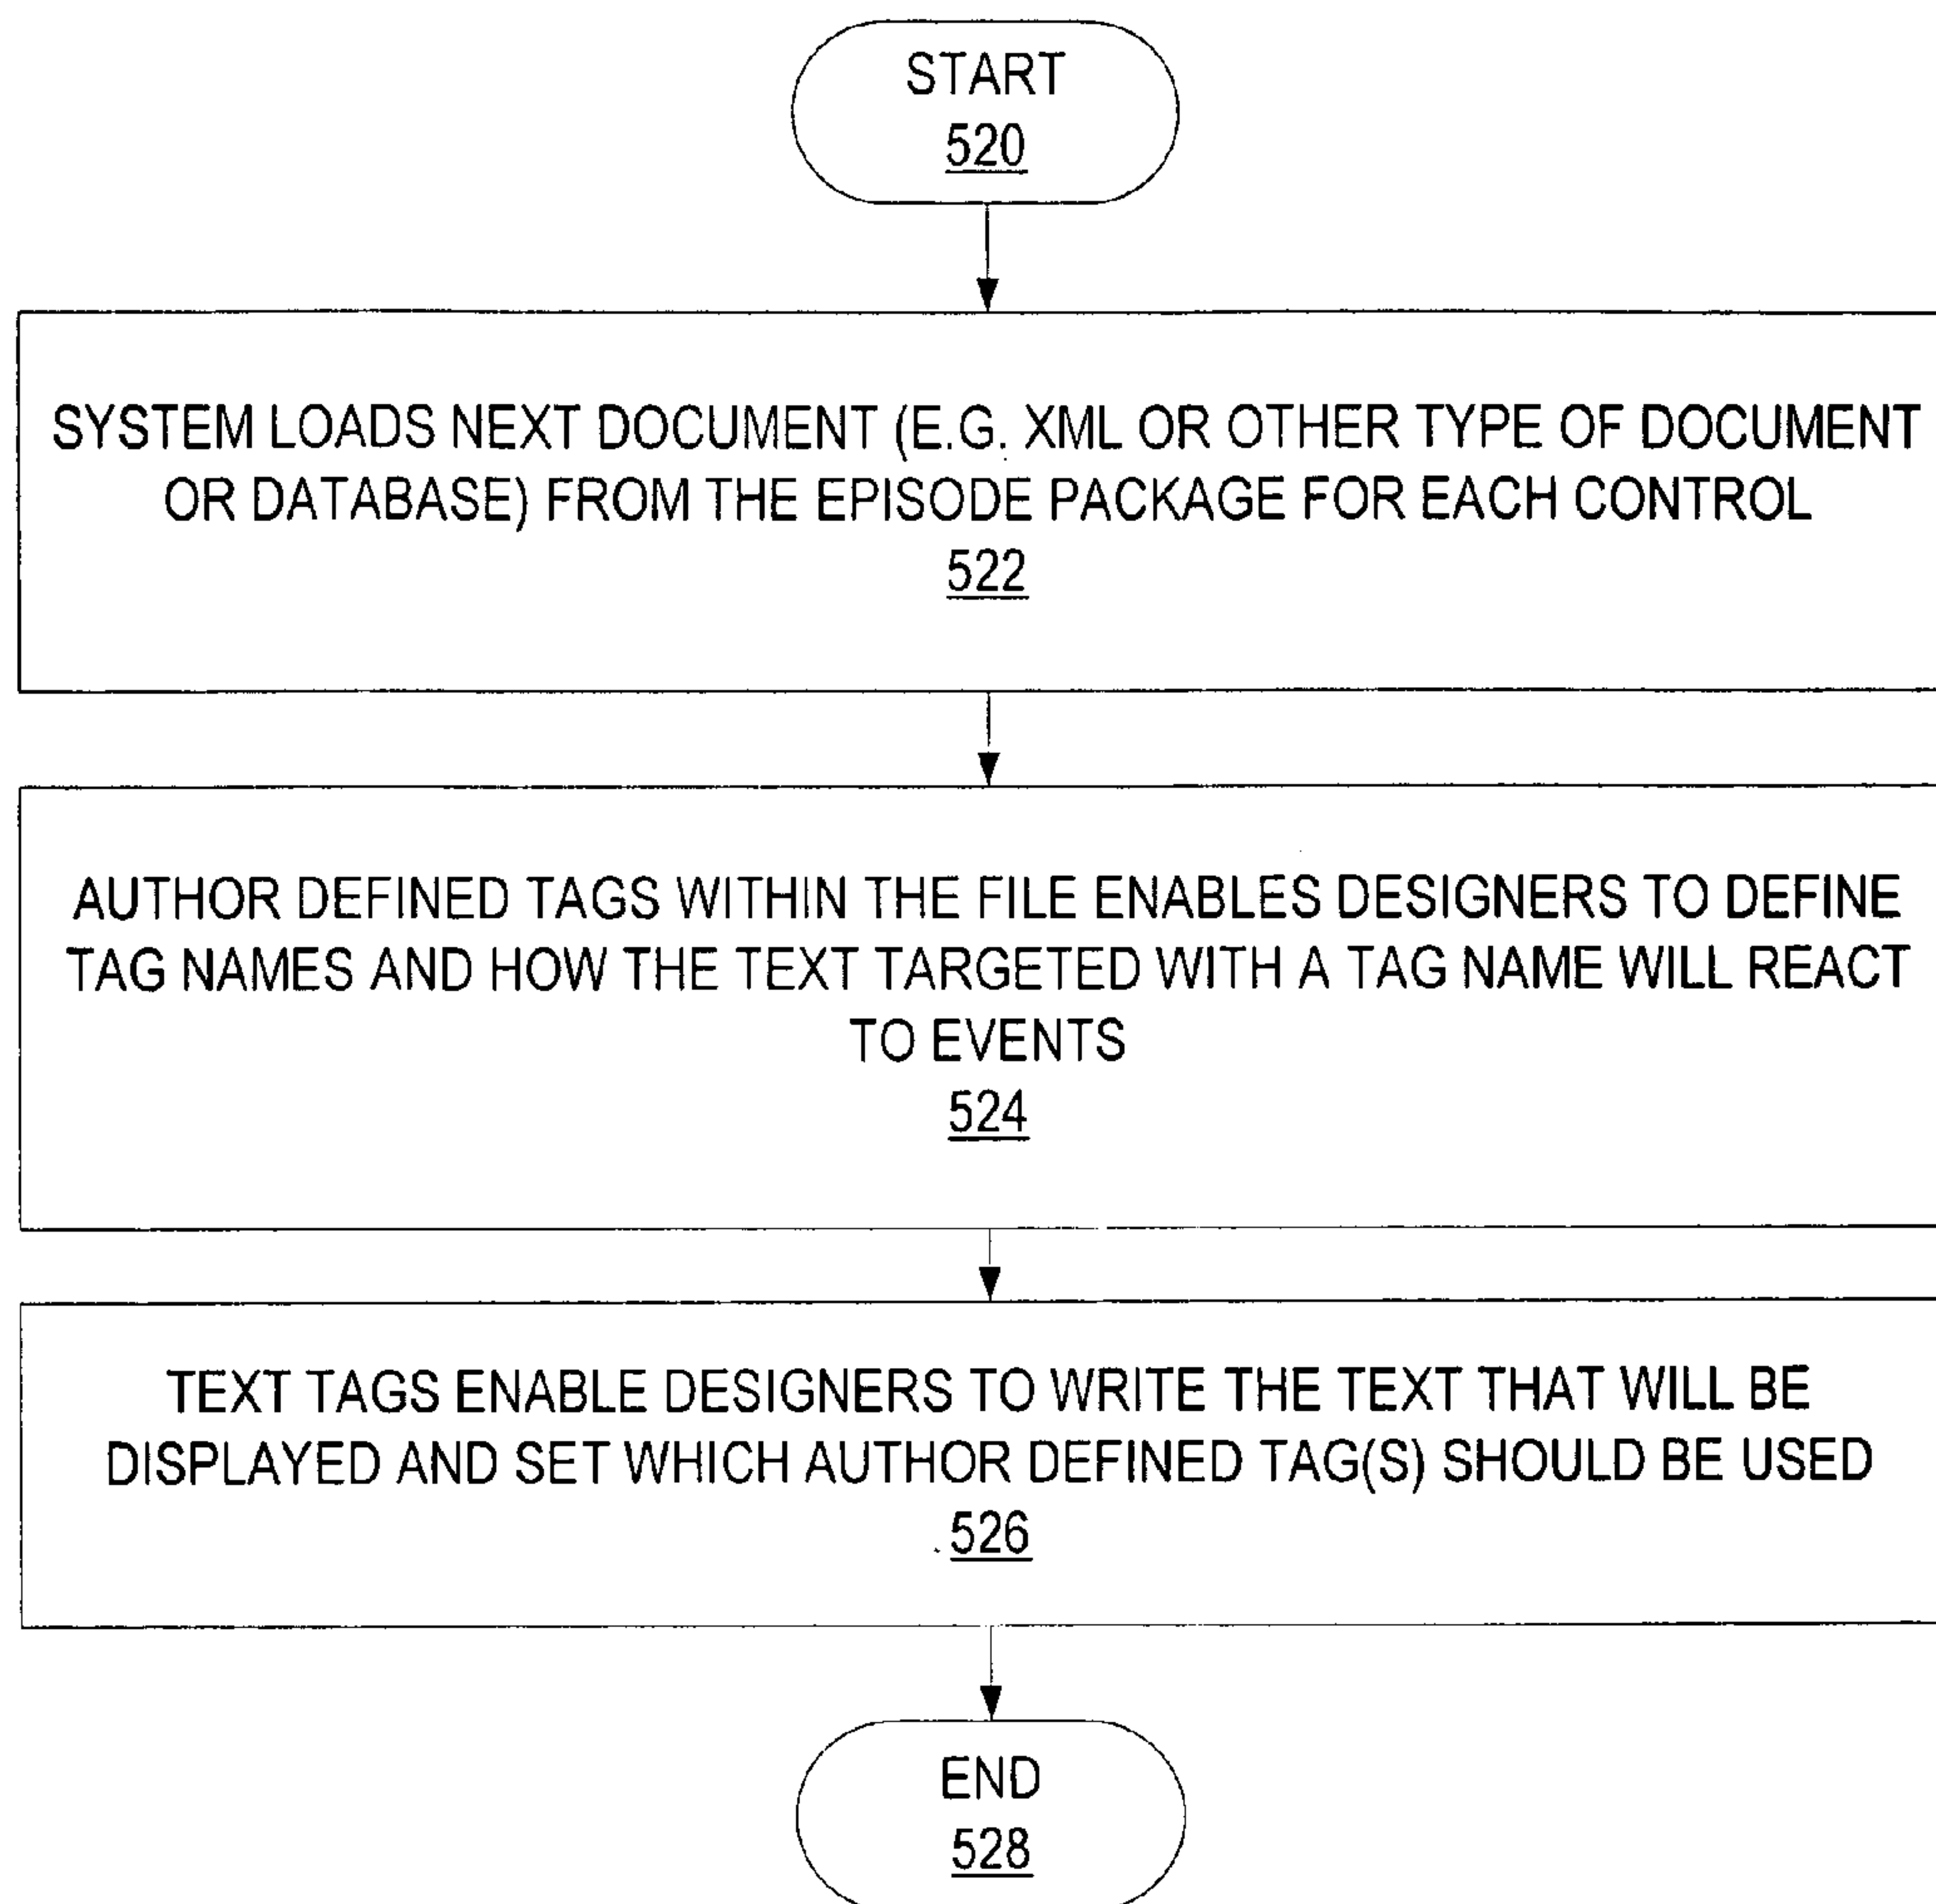 START
520
SYSTEM LOADS NEXT DOCUMENT (E.G. XML OR OTHER TYPE OF DOCUMENT
OR DATABASE) FROM THE EPISODE PACKAGE FOR EACH CONTROL
522
AUTHOR DEFINED TAGS WITHIN THE FILE ENABLES DESIGNERS TO DEFINE
TAG NAMES AND HOW THE TEXT TARGETED WITH A TAG NAME WILL REACT
TO EVENTS
524
TEXT TAGS ENABLE DESIGNERS TO WRITE THE TEXT THAT WILL BE
DISPLAYED AND SET WHICH AUTHOR DEFINED TAG(S) SHOULD BE USED
526
END
528